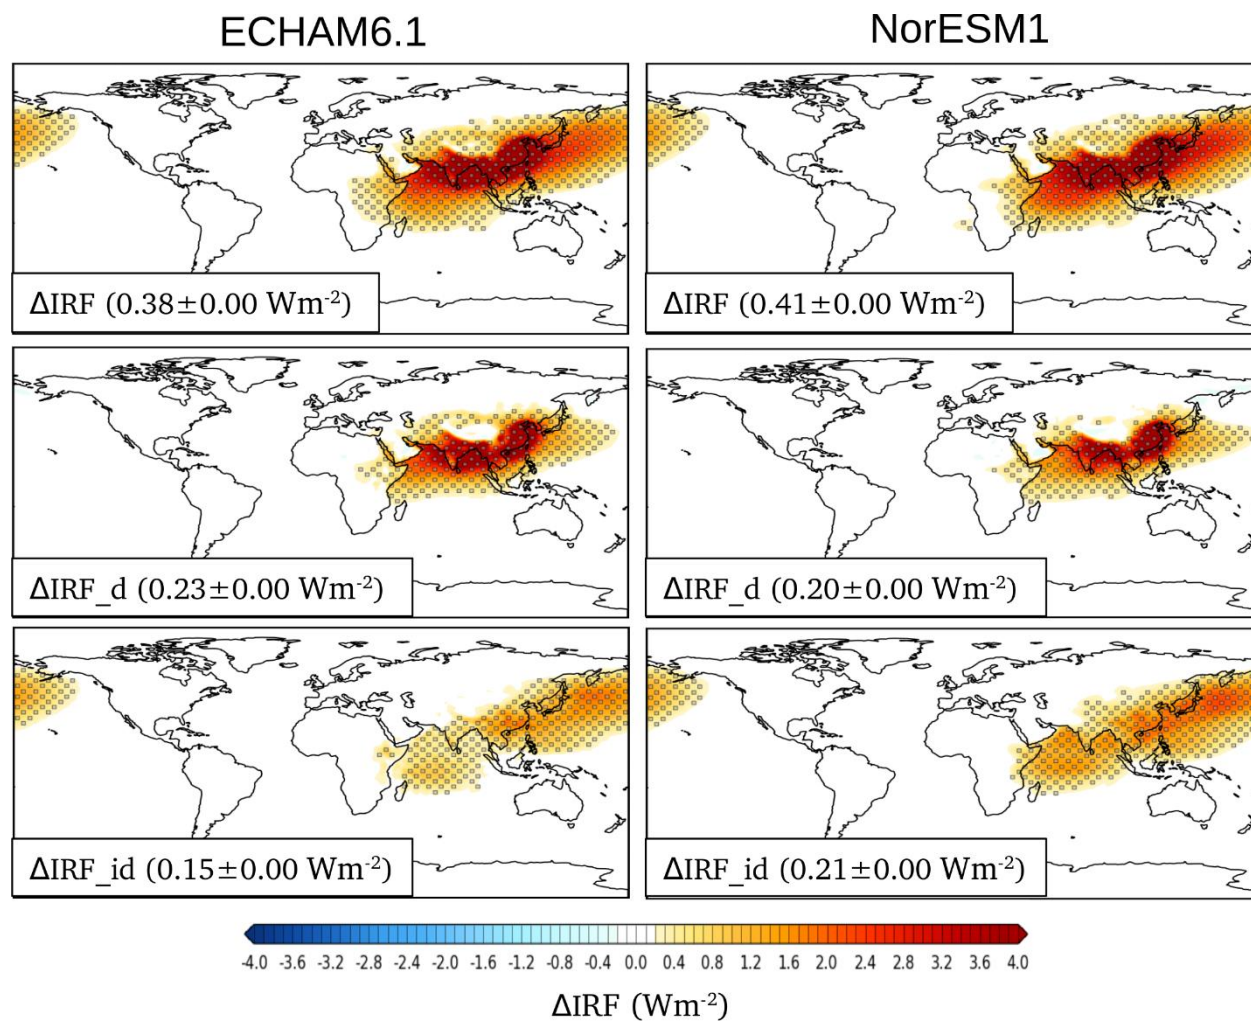 ECHAM6.1 NorESM1
ΔIRF (0.38±0.00 Wm⁻²) ΔIRF (0.41±0.00 Wm⁻²)
ΔIRF_d (0.23±0.00 Wm⁻²) ΔIRF_d (0.20±0.00 Wm⁻²)
ΔIRF_id (0.15±0.00 Wm⁻²) ΔIRF_id (0.21±0.00 Wm⁻²)
-4.0 -3.6 -3.2 -2.8 -2.4 -2.0 -1.6 -1.2 -0.8 -0.4 0.0 0.4 0.8 1.2 1.6 2.0 2.4 2.8 3.2 3.6 4.0
ΔIRF (Wm⁻²)